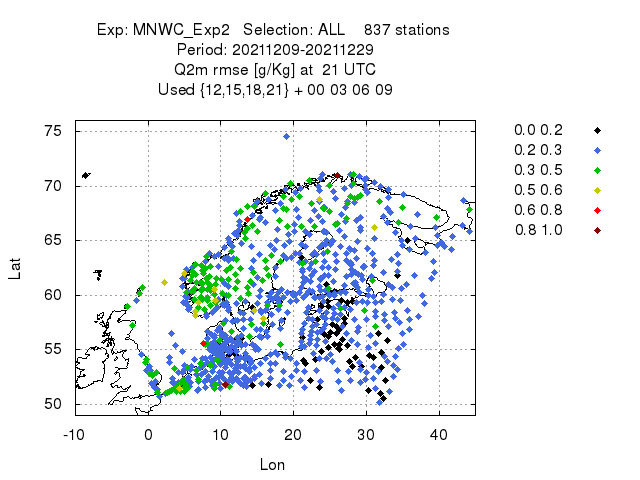 Exp: MNWC_Exp2 Selection: ALL 837 stations
Period: 20211209-20211229
Q2m rmse [g/Kg] at 21 UTC
Used {12,15,18,21} + 00 03 06 09
75
70
65
60
55
50
Lat
-10 0 10 20 30 40
Lon
0.0 0.2
0.2 0.3
0.3 0.5
0.5 0.6
0.6 0.8
0.8 1.0